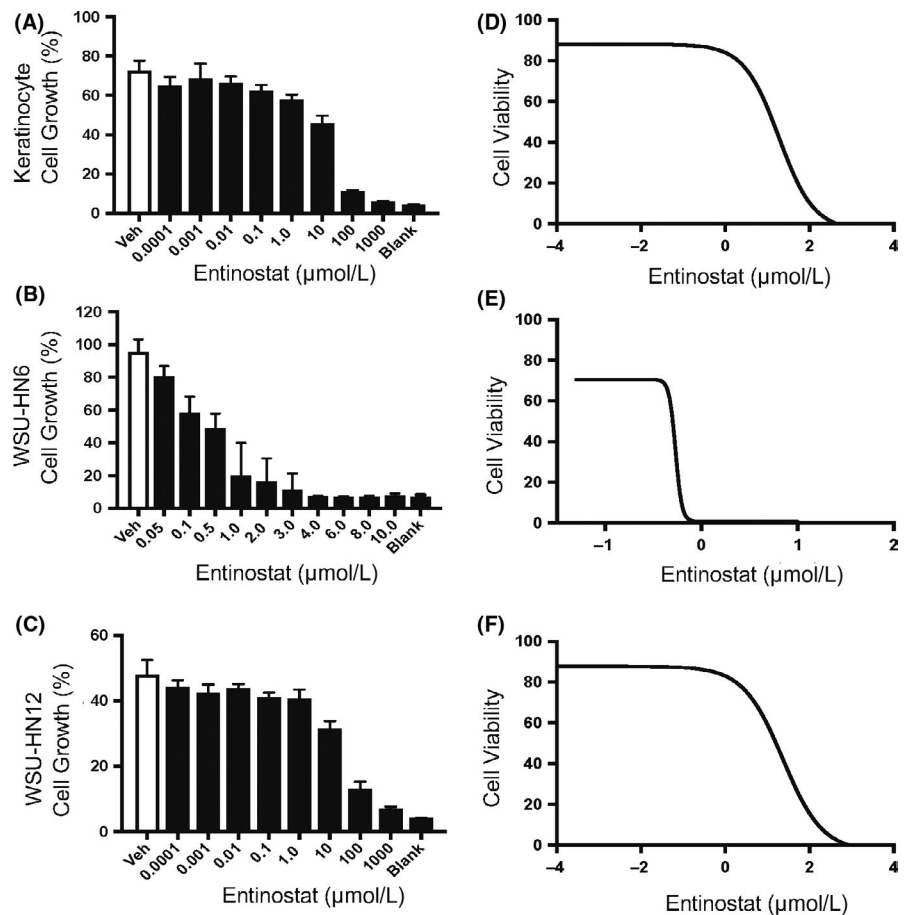 (A)
Keratinocyte
Cell Growth (%)
100
80
60
40
20
0
Veh
0.0001
0.001
0.01
0.1
1.0
10
100
1000
Blank
Entinostat (µmol/L)
(D)
Cell Viability
100
80
60
40
20
0
–4
–2
0
2
4
Entinostat (µmol/L)
(B)
WSU-HN6
Cell Growth (%)
120
100
80
60
40
20
0
Veh
0.05
0.1
0.5
1.0
2.0
3.0
4.0
6.0
8.0
10.0
Blank
Entinostat (µmol/L)
(E)
Cell Viability
100
80
60
40
20
0
–1
0
1
2
Entinostat (µmol/L)
(C)
WSU-HN12
Cell Growth (%)
60
40
20
0
Veh
0.0001
0.001
0.01
0.1
1.0
10
100
1000
Blank
Entinostat (µmol/L)
(F)
Cell Viability
100
80
60
40
20
0
–4
–2
0
2
4
Entinostat (µmol/L)